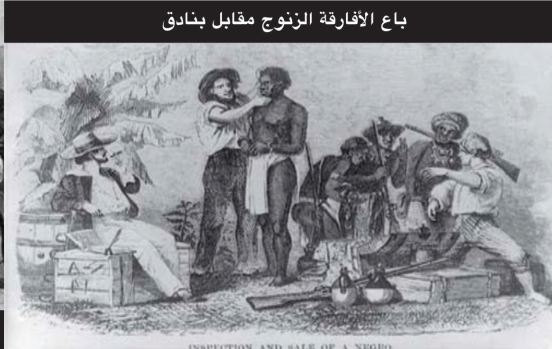 باع الأفارقة الزنوج مقابل بنادق
INSPECTION AND SALE OF A NEGRO